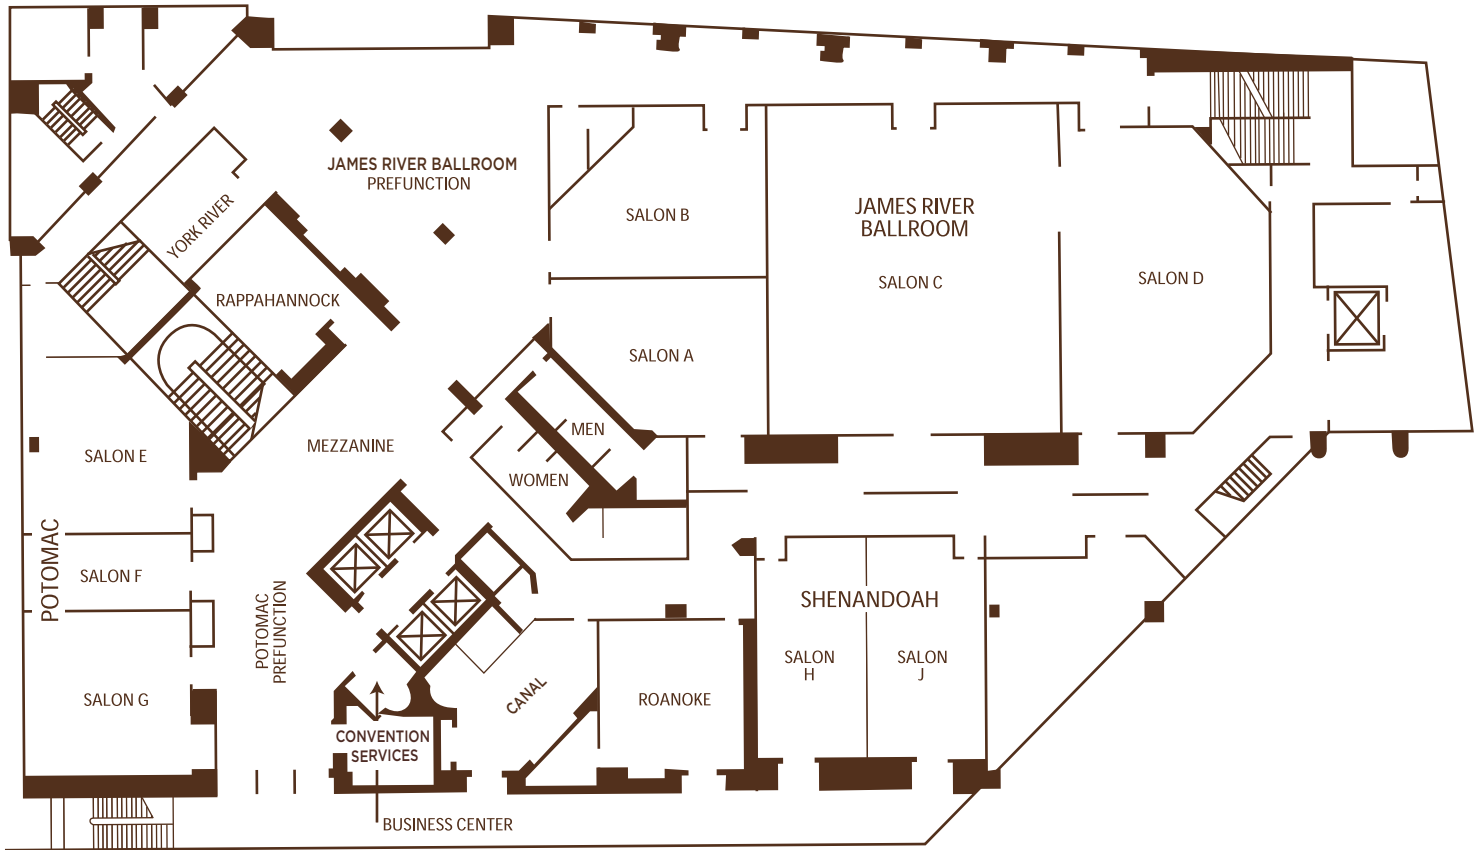 JAMES RIVER BALLROOM
PREFUNCTION
YORK RIVER
RAPPAHANNOCK
SALON B
JAMES RIVER
BALLROOM
SALON C
SALON D
SALON A
MEN
WOMEN
MEZZANINE
SALON E
POTOMAC
SALON F
SALON G
POTOMAC
PREFUNCTION
SHENANDOAH
SALON
H
SALON
J
CANAL
ROANOKE
CONVENTION
SERVICES
BUSINESS CENTER